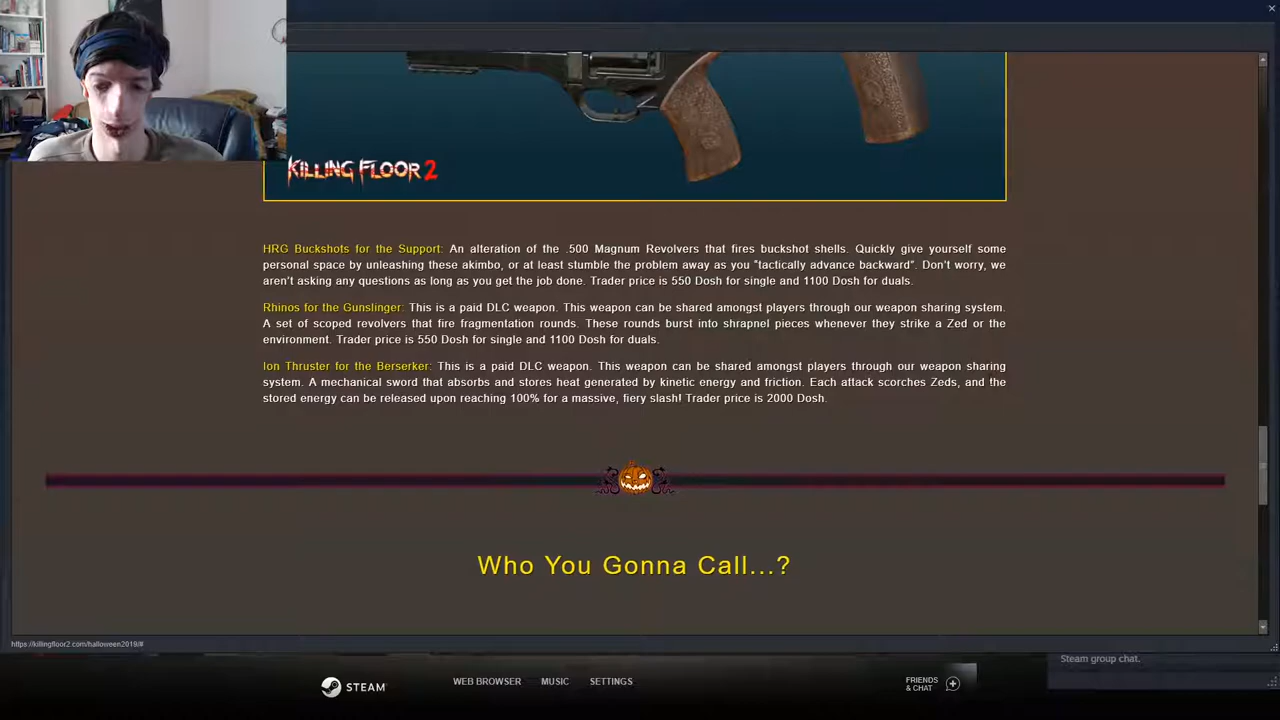 KILLING FLOOR 2
HRG Buckshots for the Support: An alteration of the .500 Magnum Revolvers that fires buckshot shells. Quickly give yourself some
personal space by unleashing these akimbo, or at least stumble the problem away as you "tactically advance backward". Don't worry, we
aren't asking any questions as long as you get the job done. Trader price is 550 Dosh for single and 1100 Dosh for duals.
Rhinos for the Gunslinger: This is a paid DLC weapon. This weapon can be shared amongst players through our weapon sharing system.
A set of scoped revolvers that fire fragmentation rounds. These rounds burst into shrapnel pieces whenever they strike a Zed or the
environment. Trader price is 550 Dosh for single and 1100 Dosh for duals.
Ion Thruster for the Berserker: This is a paid DLC weapon. This weapon can be shared amongst players through our weapon sharing
system. A mechanical sword that absorbs and stores heat generated by kinetic energy and friction. Each attack scorches Zeds, and the
stored energy can be released upon reaching 100% for a massive, fiery slash! Trader price is 2000 Dosh.
Who You Gonna Call...?
https://killingfloor2.com/halloween2019/#
Steam group chat.
STEAM
WEB BROWSER
MUSIC
SETTINGS
FRIENDS
& CHAT